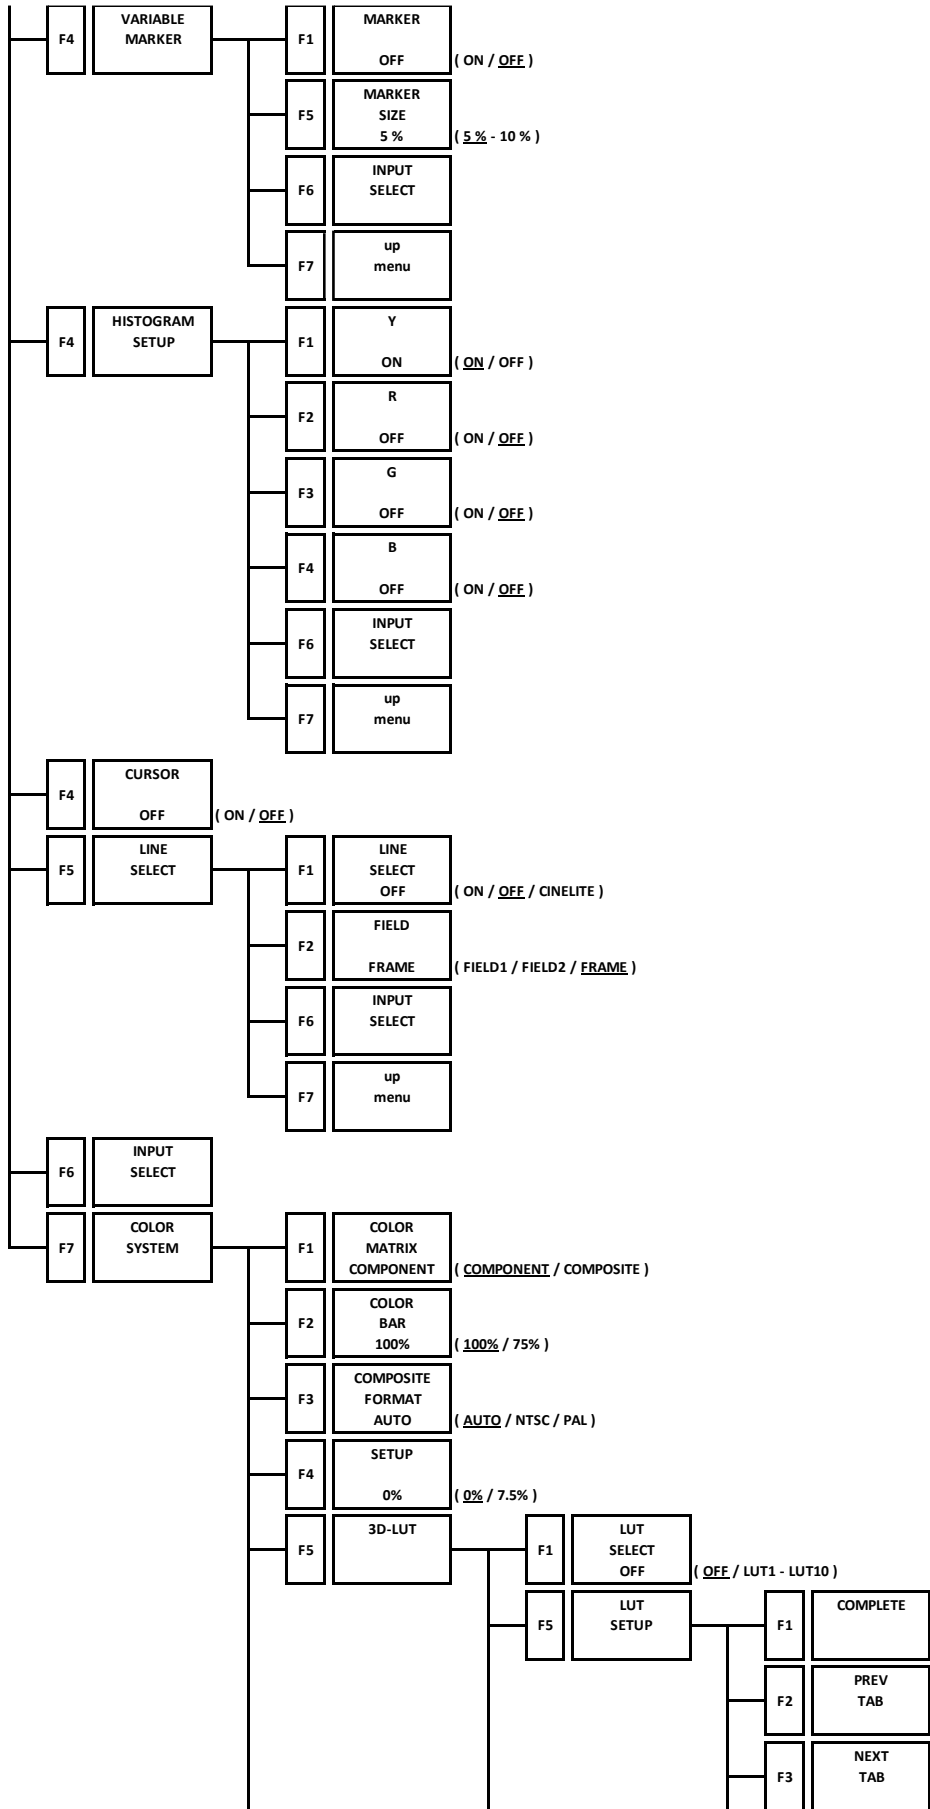 F4
VARIABLE
MARKER
F1
MARKER
OFF
( ON / OFF )
F5
MARKER
SIZE
5 %
( 5 % - 10 % )
F6
INPUT
SELECT
F7
up
menu
F4
HISTOGRAM
SETUP
F1
Y
ON
( ON / OFF )
F2
R
OFF
( ON / OFF )
F3
G
OFF
( ON / OFF )
F4
B
OFF
( ON / OFF )
F6
INPUT
SELECT
F7
up
menu
F4
CURSOR
OFF
( ON / OFF )
F5
LINE
SELECT
F1
LINE
SELECT
OFF
( ON / OFF / CINELITE )
F2
FIELD
FRAME
( FIELD1 / FIELD2 / FRAME )
F6
INPUT
SELECT
F7
up
menu
F6
INPUT
SELECT
F7
COLOR
SYSTEM
F1
COLOR
MATRIX
COMPONENT
( COMPONENT / COMPOSITE )
F2
COLOR
BAR
100%
( 100% / 75% )
F3
COMPOSITE
FORMAT
AUTO
( AUTO / NTSC / PAL )
F4
SETUP
0%
( 0% / 7.5% )
F5
3D-LUT
F1
LUT
SELECT
OFF
( OFF / LUT1 - LUT10 )
F5
LUT
SETUP
F1
COMPLETE
F2
PREV
TAB
F3
NEXT
TAB